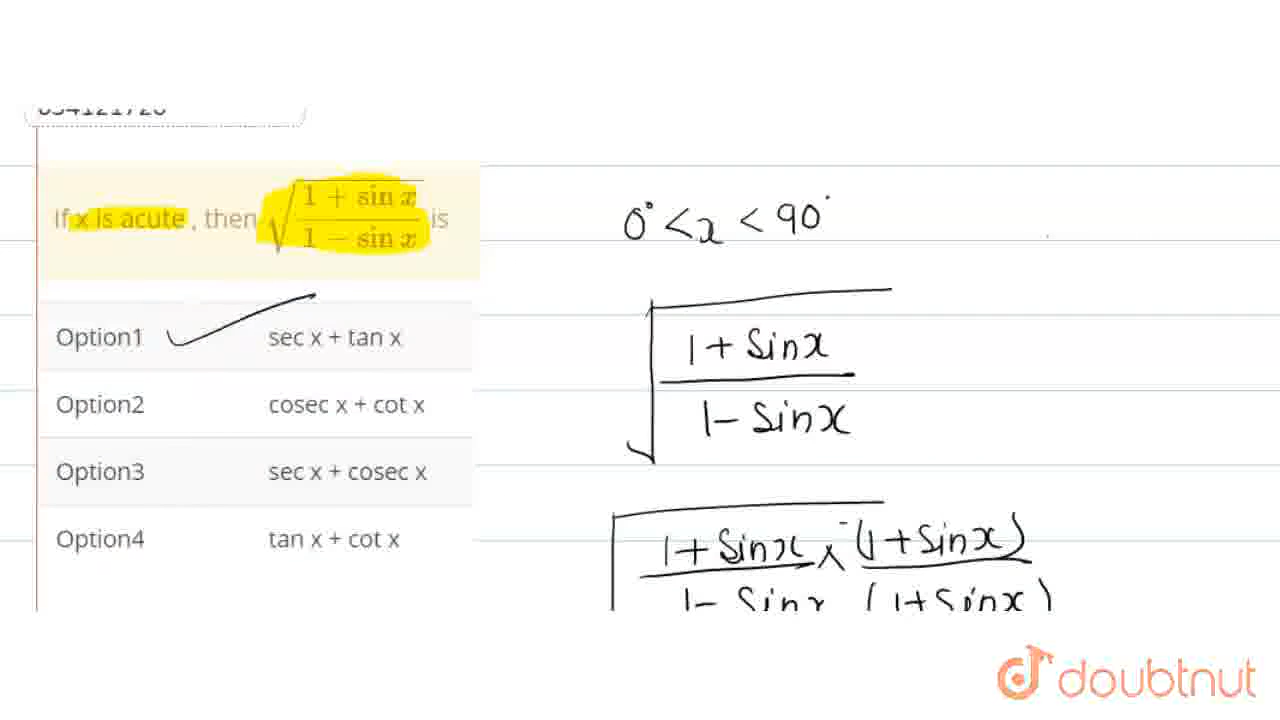 If x is acute , then √((1 + sin x)/(1 − sin x)) is
Option1 sec x + tan x
Option2 cosec x + cot x
Option3 sec x + cosec x
Option4 tan x + cot x
0° < x < 90°
√((1 + Sinx)/(1 - Sinx))
√((1 + Sinx)/(1 - Sinx) × (1 + Sinx)/(1 + Sinx))
doubtnut